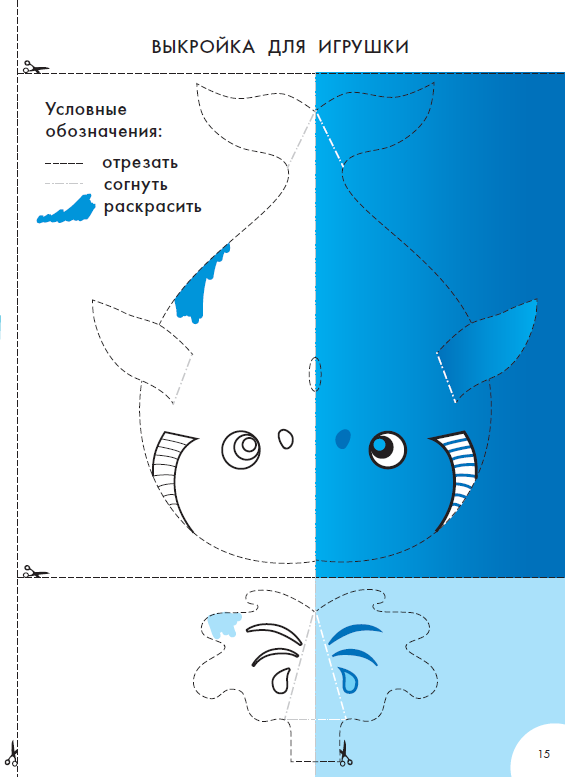 ВЫКРОЙКА ДЛЯ ИГРУШКИ
Условные
обозначения:
отрезать
согнуть
раскрасить
15